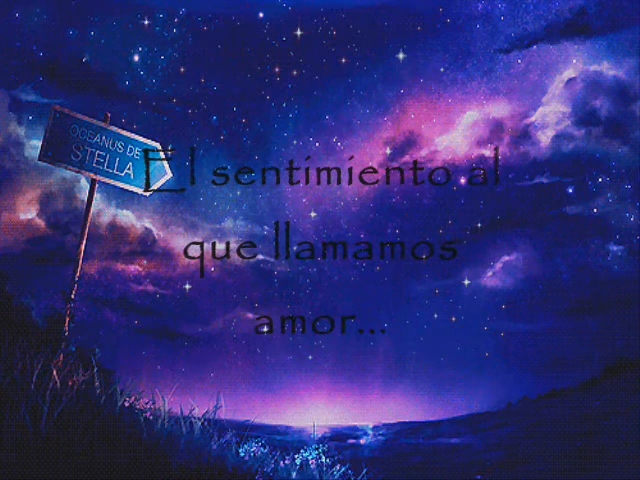 OCEANUS DE
STELLA
El sentimiento al
que llamamos
amor...